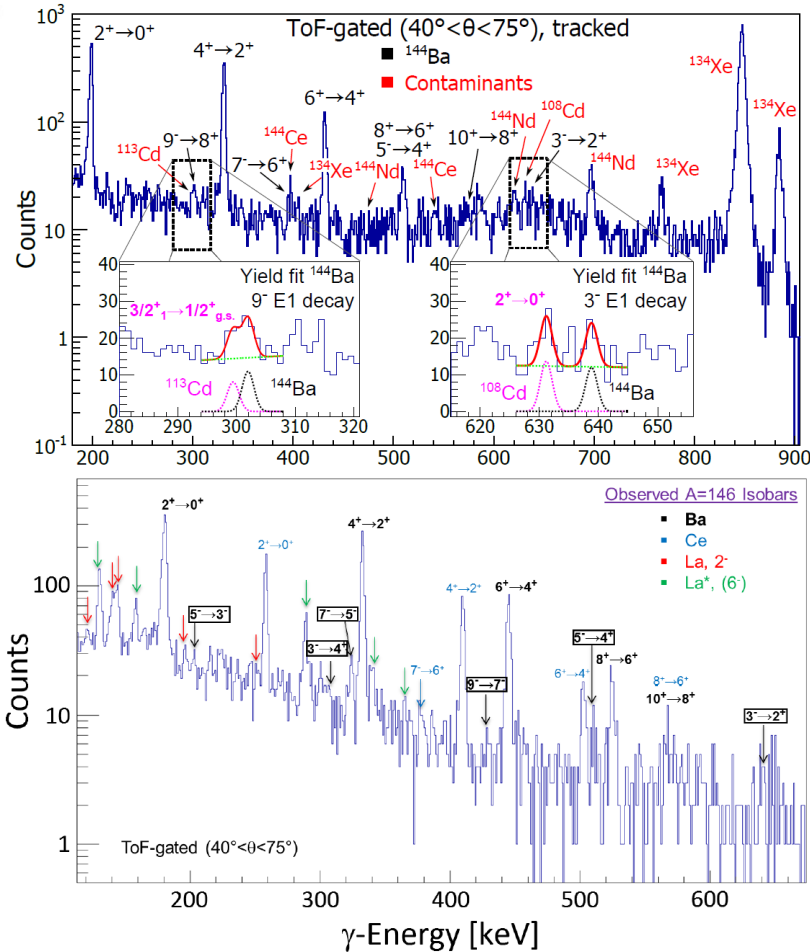 ToF-gated (40°<θ<75°), tracked
■ ¹⁴⁴Ba
■ Contaminants
2⁺→0⁺
4⁺→2⁺
6⁺→4⁺
¹³⁴Xe
¹³⁴Xe
¹¹³Cd
9⁻→8⁺
7⁻→6⁺
¹⁴⁴Ce
¹³⁴Xe
¹⁴⁴Nd
8⁺→6⁺
5⁻→4⁺
¹⁴⁴Ce
10⁺→8⁺
¹⁴⁴Nd
¹⁰⁸Cd
3⁻→2⁺
¹⁴⁴Nd
¹³⁴Xe
Counts
10³
10²
10
1
10⁻¹
Yield fit ¹⁴⁴Ba
9⁻ E1 decay
3/2⁺₁→1/2⁺g.s.
¹¹³Cd
¹⁴⁴Ba
40
30
20
10
0
280 290 300 310 320
Yield fit ¹⁴⁴Ba
3⁻ E1 decay
2⁺→0⁺
¹⁰⁸Cd
¹⁴⁴Ba
40
30
20
10
0
620 630 640 650
200 300 400 500 600 700 800 900
Observed A=146 Isobars
■ Ba
■ Ce
■ La, 2⁻
■ La*, (6⁻)
2⁺→0⁺
5⁻→3⁻
2⁺→0⁺
3⁻→4⁺
7⁻→5⁻
4⁺→2⁺
7⁻→6⁺
4⁺→2⁺
9⁻→7⁻
6⁺→4⁺
6⁺→4⁺
5⁻→4⁺
8⁺→6⁺
8⁺→6⁺
10⁺→8⁺
3⁻→2⁺
Counts
100
10
1
ToF-gated (40°<θ<75°)
200 300 400 500 600
γ-Energy [keV]